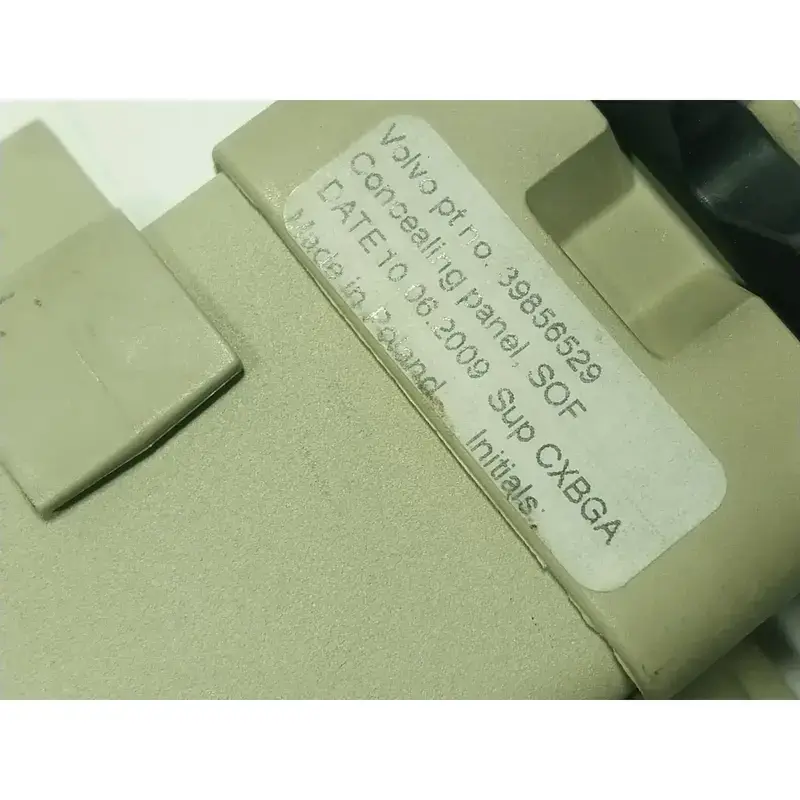 Volvo pt no. 39856529
Concealing panel, SOF
DATE 10.06.2009 Sup CXBGA
Made in Poland Initials: